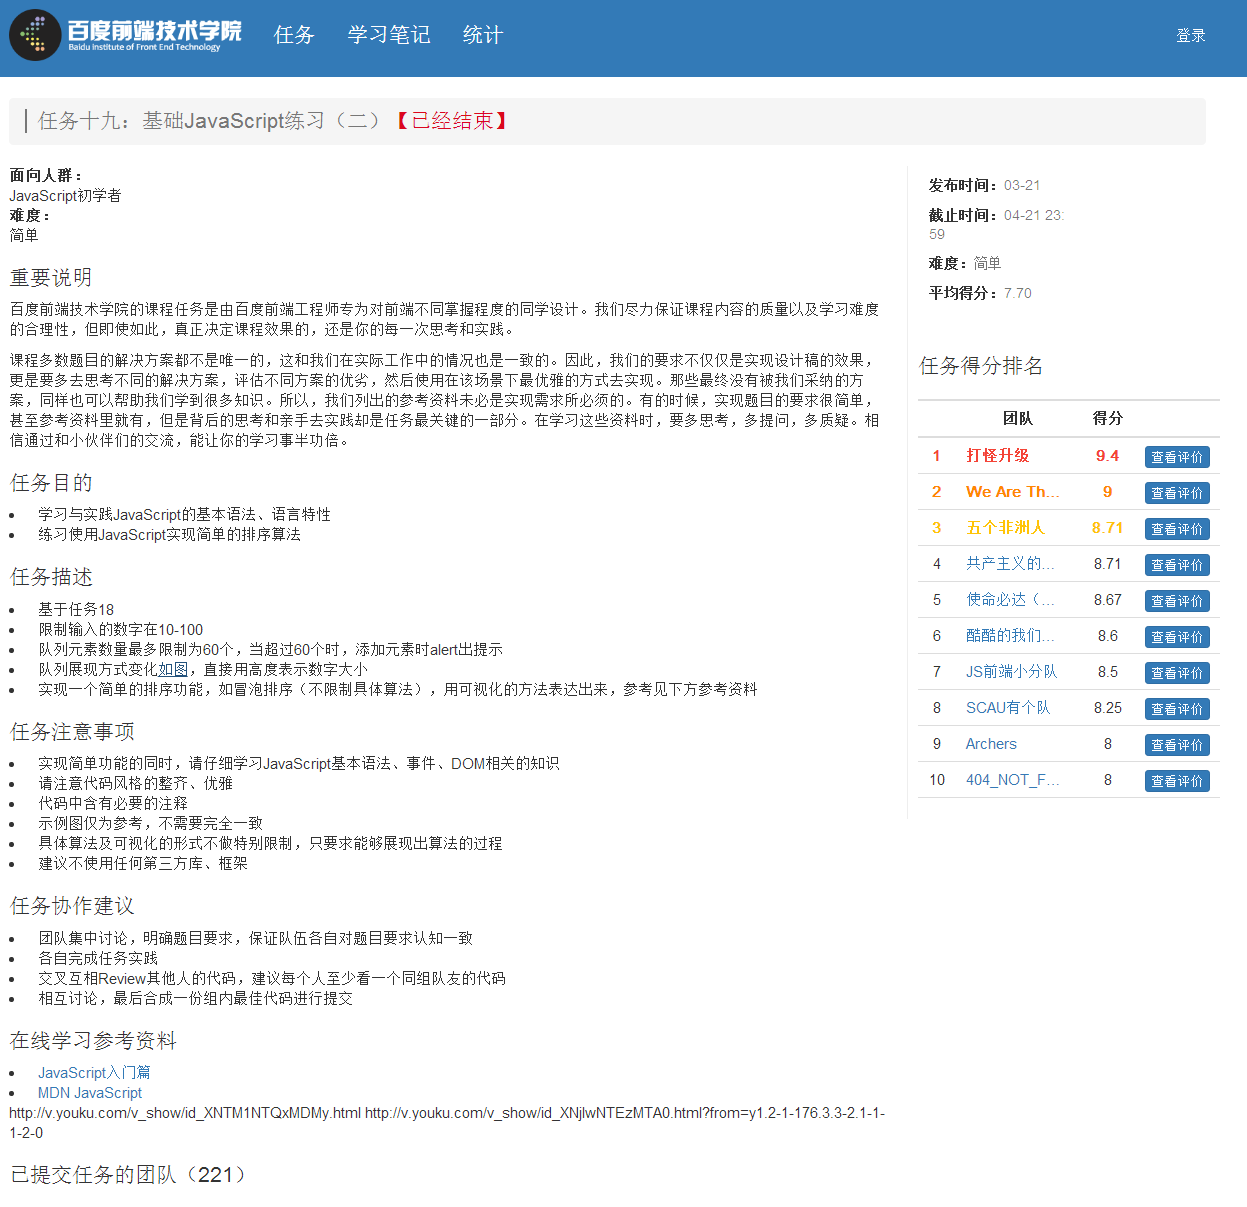 百度前端技术学院
Baidu Institute of Front End Technology
任务 学习笔记 统计
登录
任务十九：基础JavaScript练习（二）【已经结束】
面向人群：
JavaScript初学者
难度：
简单
重要说明
百度前端技术学院的课程任务是由百度前端工程师专为对前端不同掌握程度的同学设计。我们尽力保证课程内容的质量以及学习难度
的合理性，但即使如此，真正决定课程效果的，还是你的每一次思考和实践。
课程多数题目的解决方案都不是唯一的，这和我们在实际工作中的情况也是一致的。因此，我们的要求不仅仅是实现设计稿的效果，
更是要多去思考不同的解决方案，评估不同方案的优劣，然后使用在该场景下最优雅的方式去实现。那些最终没有被我们采纳的方
案，同样也可以帮助我们学到很多知识。所以，我们列出的参考资料未必是实现需求所必须的。有的时候，实现题目的要求很简单，
甚至参考资料里就有，但是背后的思考和亲手去实践却是任务最关键的一部分。在学习这些资料时，要多思考，多提问，多质疑。相
信通过和小伙伴们的交流，能让你的学习事半功倍。
任务目的
学习与实践JavaScript的基本语法、语言特性
练习使用JavaScript实现简单的排序算法
任务描述
基于任务18
限制输入的数字在10-100
队列元素数量最多限制为60个，当超过60个时，添加元素时alert出提示
队列展现方式变化如图，直接用高度表示数字大小
实现一个简单的排序功能，如冒泡排序（不限制具体算法），用可视化的方法表达出来，参考见下方参考资料
任务注意事项
实现简单功能的同时，请仔细学习JavaScript基本语法、事件、DOM相关的知识
请注意代码风格的整齐、优雅
代码中含有必要的注释
示例图仅为参考，不需要完全一致
具体算法及可视化的形式不做特别限制，只要求能够展现出算法的过程
建议不使用任何第三方库、框架
任务协作建议
团队集中讨论，明确题目要求，保证队伍各自对题目要求认知一致
各自完成任务实践
交叉互相Review其他人的代码，建议每个人至少看一个同组队友的代码
相互讨论，最后合成一份组内最佳代码进行提交
在线学习参考资料
JavaScript入门篇
MDN JavaScript
http://v.youku.com/v_show/id_XNTM1NTQxMDMy.html http://v.youku.com/v_show/id_XNjIwNTEzMTA0.html?from=y1.2-1-176.3.3-2.1-1-
1-2-0
已提交任务的团队（221）
发布时间：03-21
截止时间：04-21 23:
59
难度：简单
平均得分：7.70
任务得分排名
团队 得分
1 打怪升级 9.4 查看评价
2 We Are Th... 9 查看评价
3 五个非洲人 8.71 查看评价
4 共产主义的... 8.71 查看评价
5 使命必达（... 8.67 查看评价
6 酷酷的我们... 8.6 查看评价
7 JS前端小分队 8.5 查看评价
8 SCAU有个队 8.25 查看评价
9 Archers 8 查看评价
10 404_NOT_F... 8 查看评价